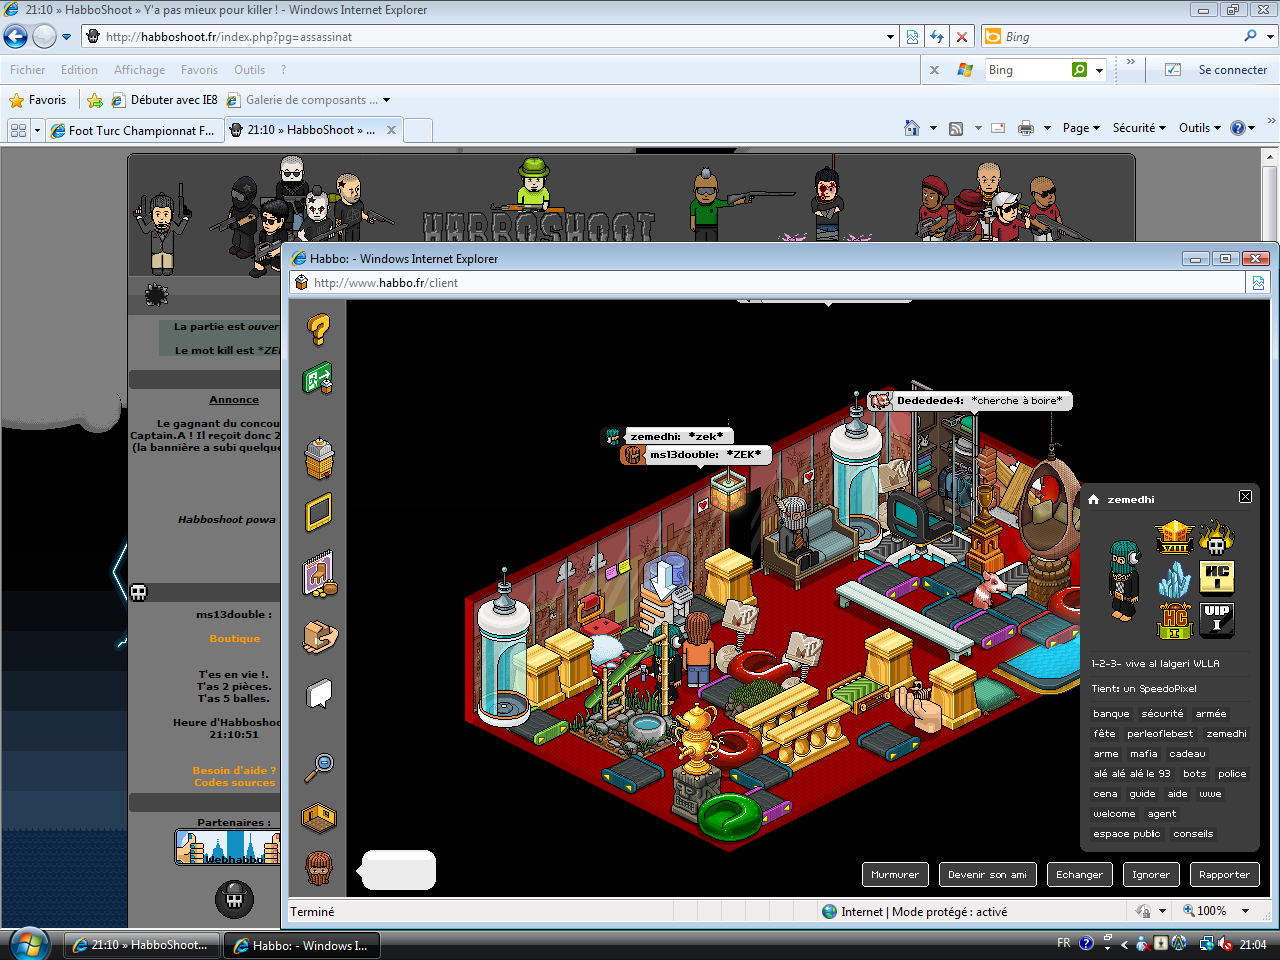 21:10 » HabboShoot » Y'a pas mieux pour killer ! - Windows Internet Explorer
http://habboshoot.fr/index.php?pg=assassinat
Bing
Fichier Edition Affichage Favoris Outils ?
Bing
Se connecter
Favoris
Débuter avec IE8
Galerie de composants ...
Foot Turc Championnat F...
21:10 » HabboShoot » ...
Page
Sécurité
Outils
HABBOSHOOT
La partie est ouver
Le mot kill est *ZE
Annonce
Le gagnant du concou
Captain.A ! Il reçoit donc 2
(la bannière a subi quelque
Habboshoot powa
ms13double :
Boutique
T'es en vie !.
T'as 2 pièces.
T'as 5 balles.
Heure d'Habboshoo
21:10:51
Besoin d'aide ?
Codes sources
Partenaires :
Webhabbo
Habbo: - Windows Internet Explorer
http://www.habbo.fr/client
Dededede4: *cherche à boire*
zemedhi: *zek*
ms13double: *ZEK*
MTV
MTV
MTV
zemedhi
HC
I
HC
I
VIP
I
1-2-3- vive al lalgeri WLLA
Tient: un SpeedoPixel
banque sécurité armée
fête perleoflebest zemedhi
arme mafia cadeau
alé alé alé le 93 bots police
cena guide aide wwe
welcome agent
espace public conseils
Murmurer
Devenir son ami
Echanger
Ignorer
Rapporter
Terminé
Internet | Mode protégé : activé
100%
21:10 » HabboShoot...
Habbo: - Windows I...
FR
21:04